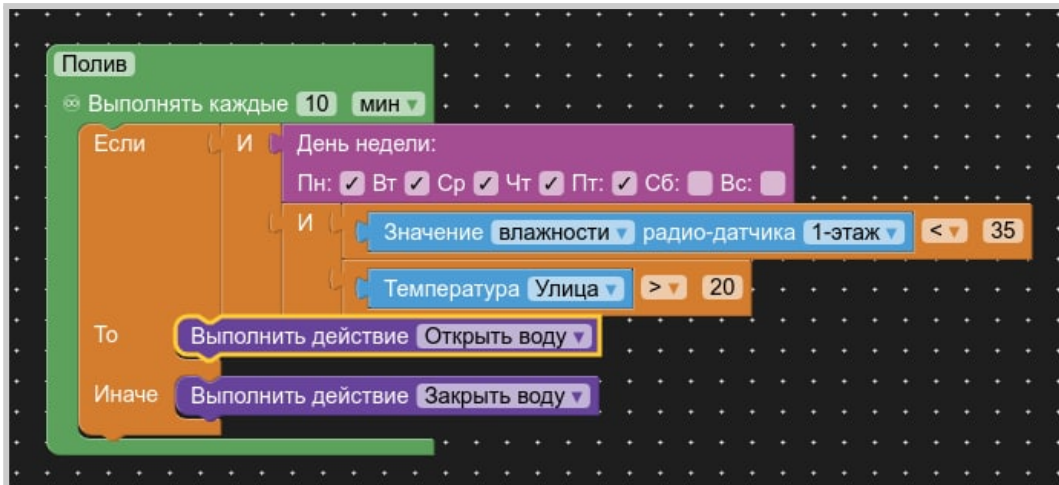 Полив
Выполнять каждые 10 мин
Если И День недели:
Пн: Вт Ср Чт Пт: Сб: Вс:
И Значение влажности радио-датчика 1-этаж < 35
Температура Улица > 20
То Выполнить действие Открыть воду
Иначе Выполнить действие Закрыть воду